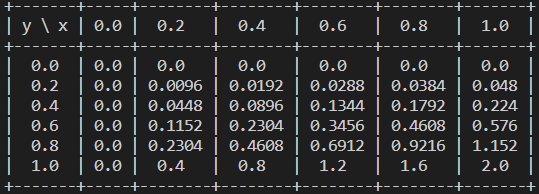 +-------+-----+--------+--------+--------+--------+-------+
| y \ x | 0.0 | 0.2 | 0.4 | 0.6 | 0.8 | 1.0 |
+-------+-----+--------+--------+--------+--------+-------+
| 0.0 | 0.0 | 0.0 | 0.0 | 0.0 | 0.0 | 0.0 |
| 0.2 | 0.0 | 0.0096 | 0.0192 | 0.0288 | 0.0384 | 0.048 |
| 0.4 | 0.0 | 0.0448 | 0.0896 | 0.1344 | 0.1792 | 0.224 |
| 0.6 | 0.0 | 0.1152 | 0.2304 | 0.3456 | 0.4608 | 0.576 |
| 0.8 | 0.0 | 0.2304 | 0.4608 | 0.6912 | 0.9216 | 1.152 |
| 1.0 | 0.0 | 0.4 | 0.8 | 1.2 | 1.6 | 2.0 |
+-------+-----+--------+--------+--------+--------+-------+